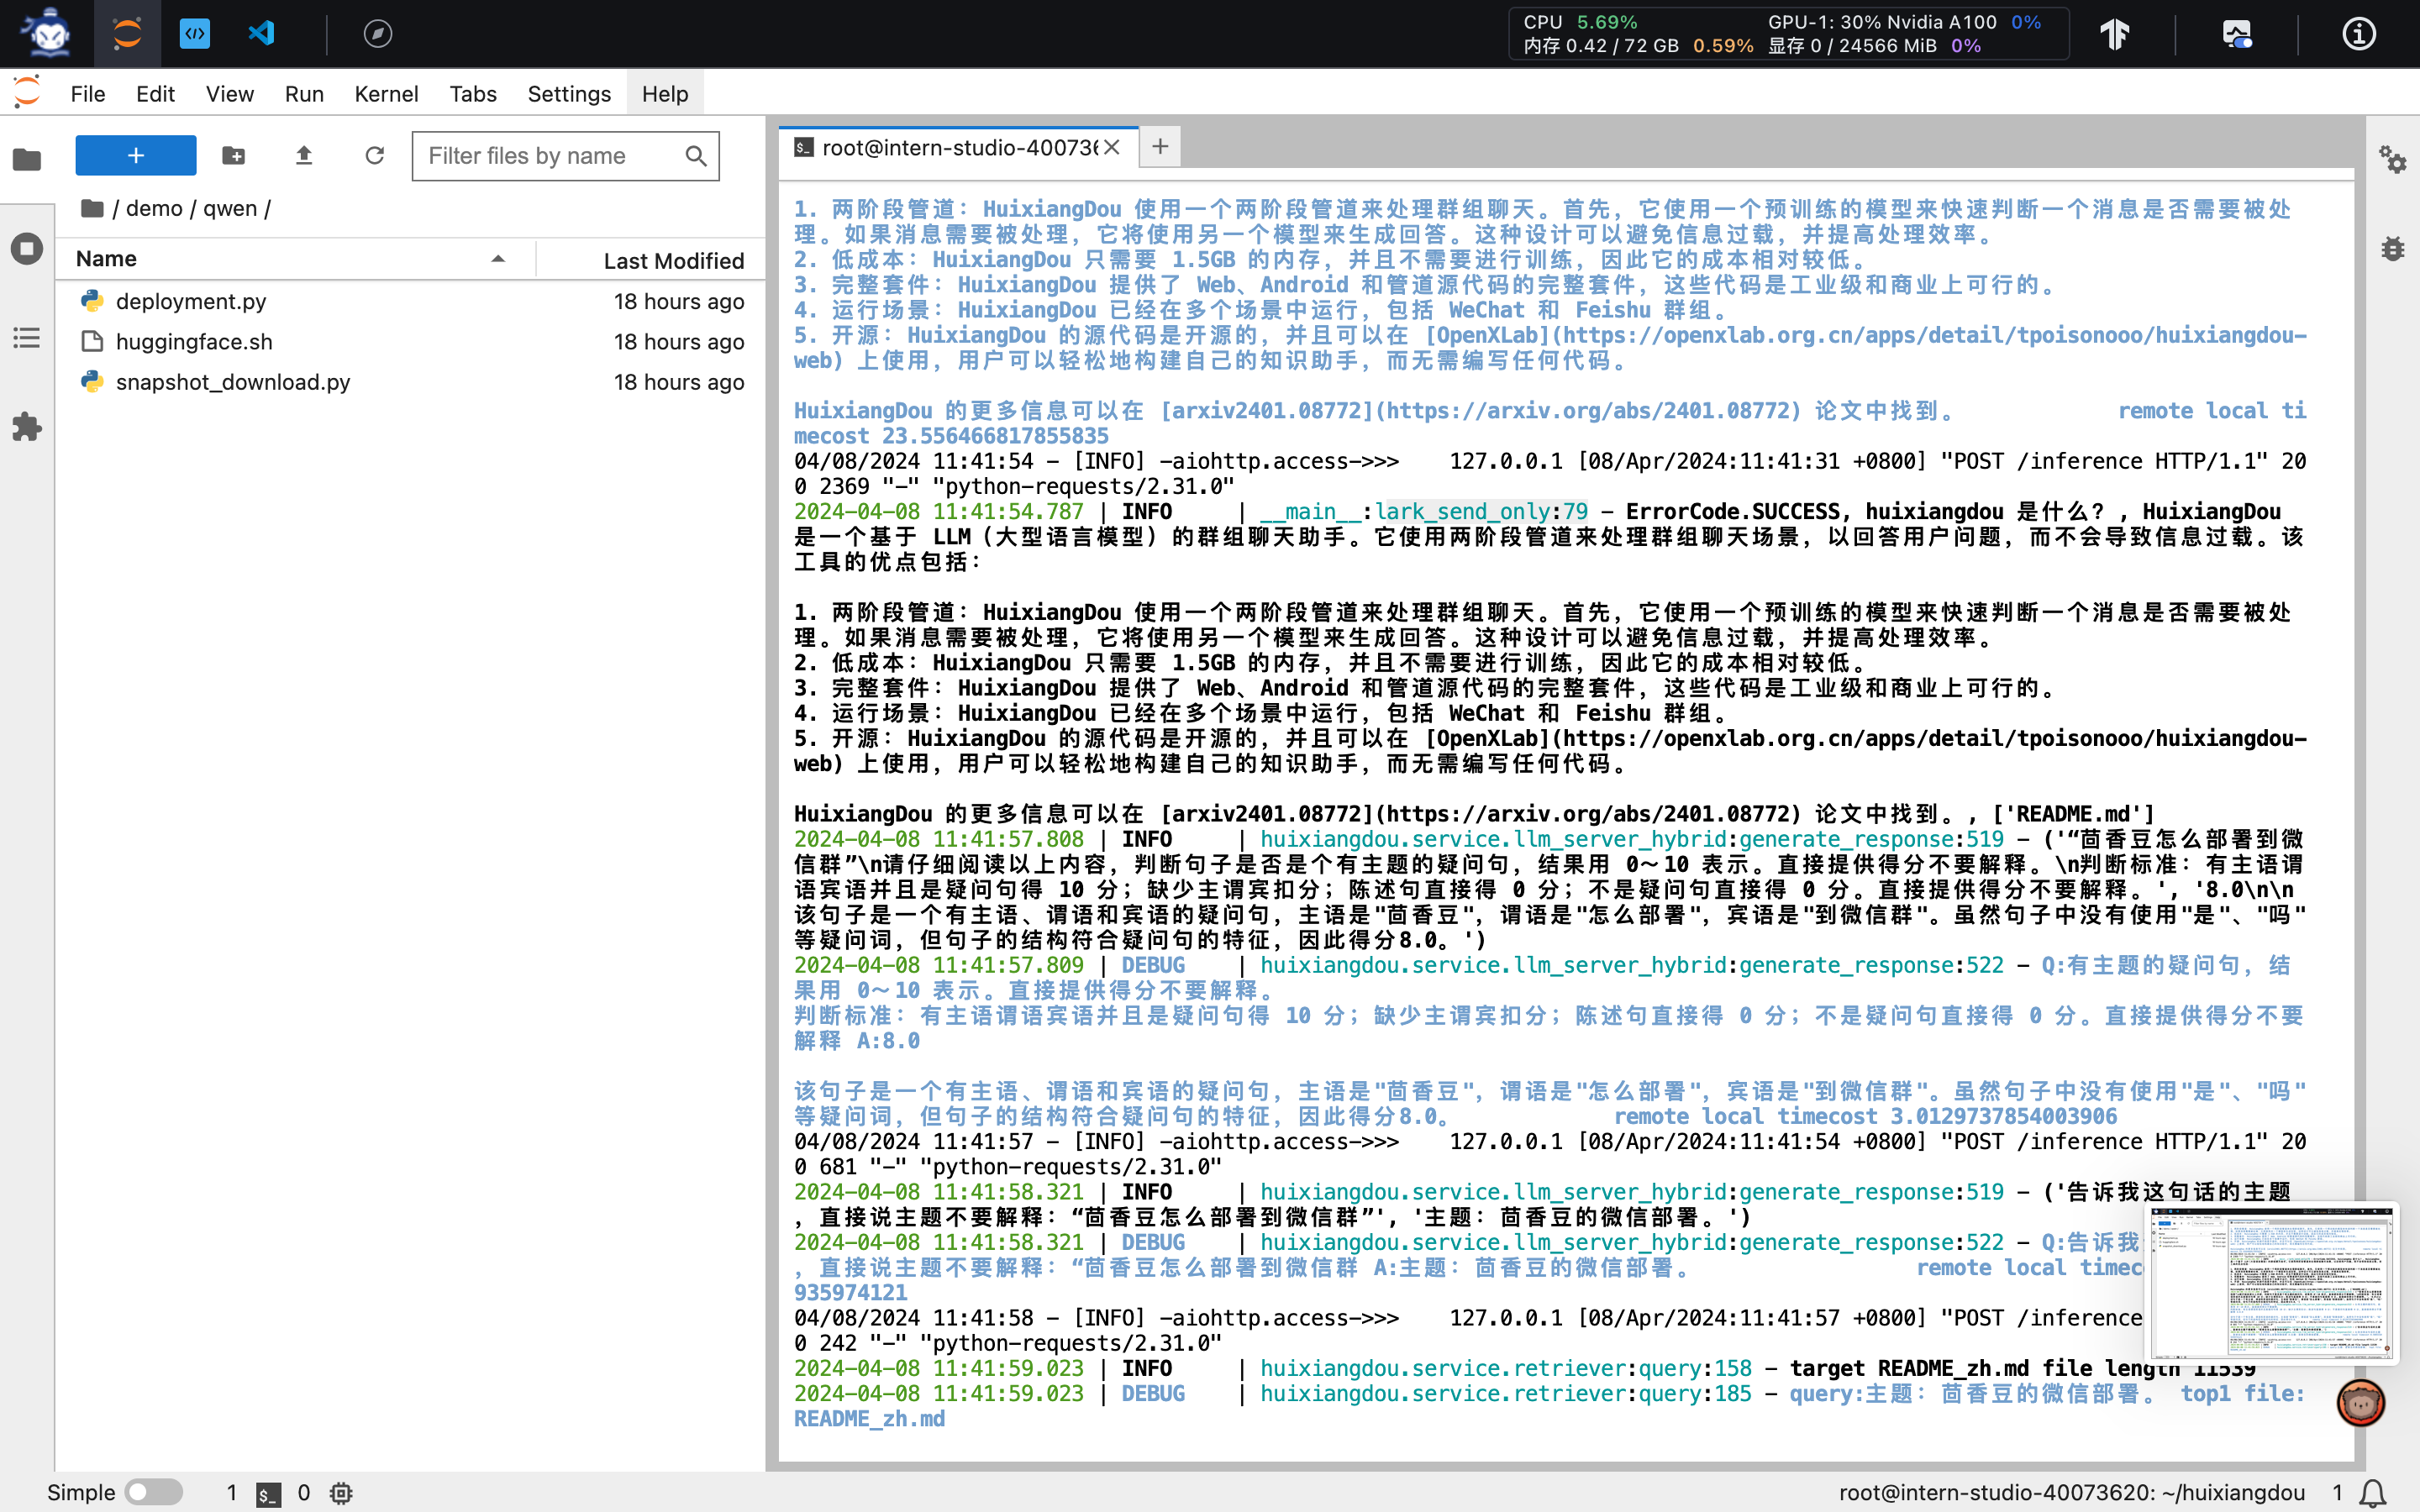 CPU 5.69% GPU-1: 30% Nvidia A100 0%
内存 0.42 / 72 GB 0.59% 显存 0 / 24566 MiB 0%
File Edit View Run Kernel Tabs Settings Help
+ Filter files by name
/ demo / qwen /
Name Last Modified
deployment.py 18 hours ago
huggingface.sh 18 hours ago
snapshot_download.py 18 hours ago
root@intern-studio-40073
1. 两阶段管道：HuixiangDou 使用一个两阶段管道来处理群组聊天。首先，它使用一个预训练的模型来快速判断一个消息是否需要被处
理。如果消息需要被处理，它将使用另一个模型来生成回答。这种设计可以避免信息过载，并提高处理效率。
2. 低成本：HuixiangDou 只需要 1.5GB 的内存，并且不需要进行训练，因此它的成本相对较低。
3. 完整套件：HuixiangDou 提供了 Web、Android 和管道源代码的完整套件，这些代码是工业级和商业上可行的。
4. 运行场景：HuixiangDou 已经在多个场景中运行，包括 WeChat 和 Feishu 群组。
5. 开源：HuixiangDou 的源代码是开源的，并且可以在 [OpenXLab](https://openxlab.org.cn/apps/detail/tpoisonooo/huixiangdou-
web) 上使用，用户可以轻松地构建自己的知识助手，而无需编写任何代码。
HuixiangDou 的更多信息可以在 [arxiv2401.08772](https://arxiv.org/abs/2401.08772) 论文中找到。 remote local ti
mecost 23.556466817855835
04/08/2024 11:41:54 - [INFO] -aiohttp.access->>> 127.0.0.1 [08/Apr/2024:11:41:31 +0800] "POST /inference HTTP/1.1" 20
0 2369 "-" "python-requests/2.31.0"
2024-04-08 11:41:54.787 | INFO | __main__:lark_send_only:79 - ErrorCode.SUCCESS, huixiangdou 是什么？, HuixiangDou
是一个基于 LLM（大型语言模型）的群组聊天助手。它使用两阶段管道来处理群组聊天场景，以回答用户问题，而不会导致信息过载。该
工具的优点包括：
1. 两阶段管道：HuixiangDou 使用一个两阶段管道来处理群组聊天。首先，它使用一个预训练的模型来快速判断一个消息是否需要被处
理。如果消息需要被处理，它将使用另一个模型来生成回答。这种设计可以避免信息过载，并提高处理效率。
2. 低成本：HuixiangDou 只需要 1.5GB 的内存，并且不需要进行训练，因此它的成本相对较低。
3. 完整套件：HuixiangDou 提供了 Web、Android 和管道源代码的完整套件，这些代码是工业级和商业上可行的。
4. 运行场景：HuixiangDou 已经在多个场景中运行，包括 WeChat 和 Feishu 群组。
5. 开源：HuixiangDou 的源代码是开源的，并且可以在 [OpenXLab](https://openxlab.org.cn/apps/detail/tpoisonooo/huixiangdou-
web) 上使用，用户可以轻松地构建自己的知识助手，而无需编写任何代码。
HuixiangDou 的更多信息可以在 [arxiv2401.08772](https://arxiv.org/abs/2401.08772) 论文中找到。, ['README.md']
2024-04-08 11:41:57.808 | INFO | huixiangdou.service.llm_server_hybrid:generate_response:519 - ('“茴香豆怎么部署到微
信群”\n请仔细阅读以上内容，判断句子是否是个有主题的疑问句，结果用 0～10 表示。直接提供得分不要解释。\n判断标准：有主语谓
语宾语并且是疑问句得 10 分；缺少主谓宾扣分；陈述句直接得 0 分；不是疑问句直接得 0 分。直接提供得分不要解释。', '8.0\n\n
该句子是一个有主语、谓语和宾语的疑问句，主语是"茴香豆"，谓语是"怎么部署"，宾语是"到微信群"。虽然句子中没有使用"是"、"吗"
等疑问词，但句子的结构符合疑问句的特征，因此得分8.0。')
2024-04-08 11:41:57.809 | DEBUG | huixiangdou.service.llm_server_hybrid:generate_response:522 - Q:有主题的疑问句，结
果用 0～10 表示。直接提供得分不要解释。
判断标准：有主语谓语宾语并且是疑问句得 10 分；缺少主谓宾扣分；陈述句直接得 0 分；不是疑问句直接得 0 分。直接提供得分不要
解释 A:8.0
该句子是一个有主语、谓语和宾语的疑问句，主语是"茴香豆"，谓语是"怎么部署"，宾语是"到微信群"。虽然句子中没有使用"是"、"吗"
等疑问词，但句子的结构符合疑问句的特征，因此得分8.0。 remote local timecost 3.0129737854003906
04/08/2024 11:41:57 - [INFO] -aiohttp.access->>> 127.0.0.1 [08/Apr/2024:11:41:54 +0800] "POST /inference HTTP/1.1" 20
0 681 "-" "python-requests/2.31.0"
2024-04-08 11:41:58.321 | INFO | huixiangdou.service.llm_server_hybrid:generate_response:519 - ('告诉我这句话的主题
，直接说主题不要解释：“茴香豆怎么部署到微信群”', '主题：茴香豆的微信部署。')
2024-04-08 11:41:58.321 | DEBUG | huixiangdou.service.llm_server_hybrid:generate_response:522 - Q:告诉我
，直接说主题不要解释：“茴香豆怎么部署到微信群 A:主题：茴香豆的微信部署。 remote local timec
935974121
04/08/2024 11:41:58 - [INFO] -aiohttp.access->>> 127.0.0.1 [08/Apr/2024:11:41:57 +0800] "POST /inference
0 242 "-" "python-requests/2.31.0"
2024-04-08 11:41:59.023 | INFO | huixiangdou.service.retriever:query:158 - target README_zh.md file length 11539
2024-04-08 11:41:59.023 | DEBUG | huixiangdou.service.retriever:query:185 - query:主题：茴香豆的微信部署。 top1 file:
README_zh.md
Simple 1 0 root@intern-studio-40073620: ~/huixiangdou 1